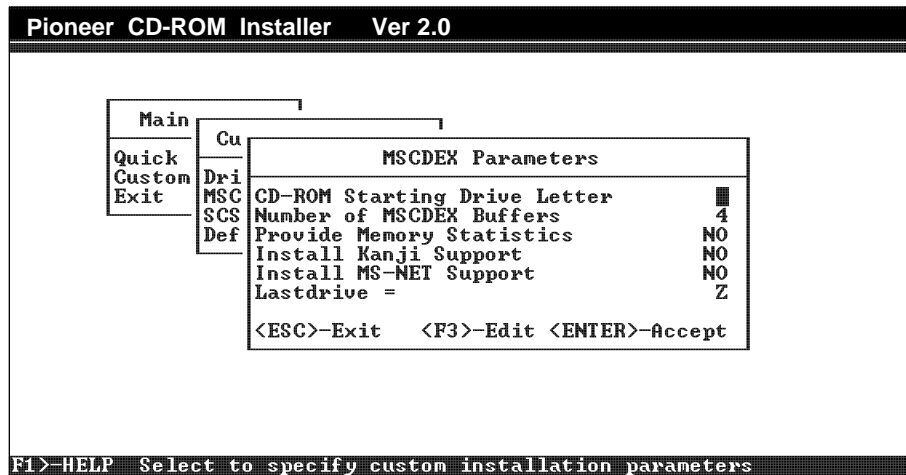 Pioneer CD-ROM Installer Ver 2.0
Main
Quick
Custom
Exit
Cu
Dri
MSC
SCS
Def
MSCDEX Parameters
CD-ROM Starting Drive Letter
Number of MSCDEX Buffers 4
Provide Memory Statistics NO
Install Kanji Support NO
Install MS-NET Support NO
Lastdrive = Z
<ESC>-Exit <F3>-Edit <ENTER>-Accept
F1>-HELP Select to specify custom installation parameters